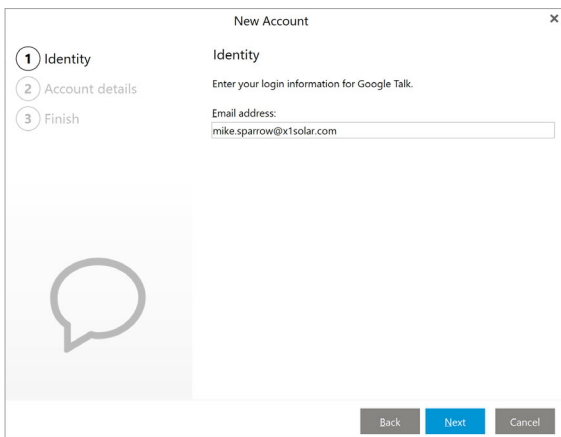 New Account
1 Identity
2 Account details
3 Finish
Identity
Enter your login information for Google Talk.
Email address:
mike.sparrow@x1solar.com
Back Next Cancel